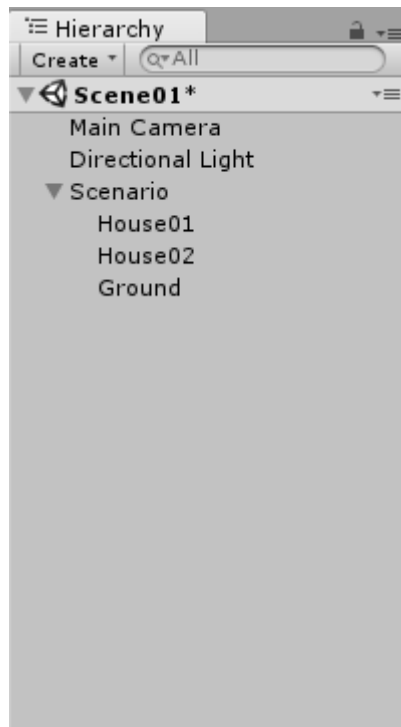 Hierarchy
Create All
Scene01*
Main Camera
Directional Light
Scenario
House01
House02
Ground